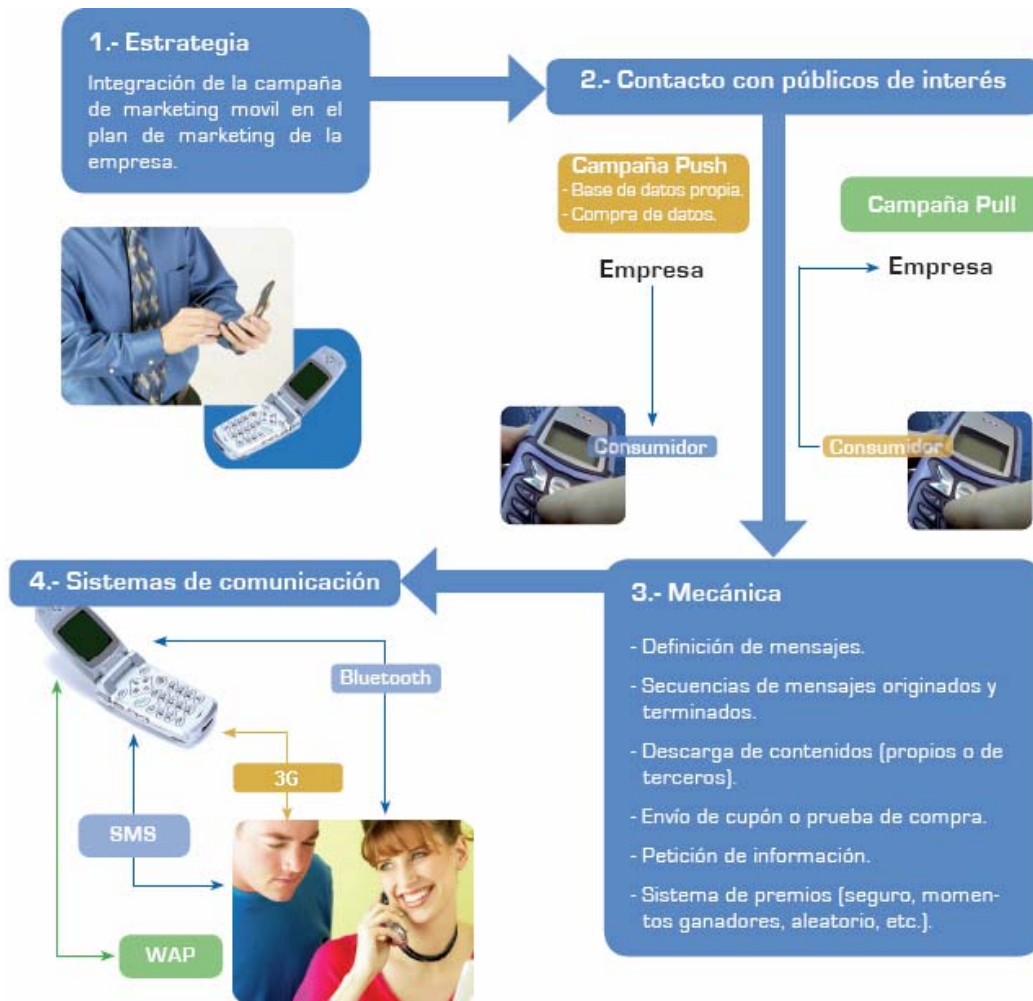 1.- Estrategia
Integración de la campaña
de marketing movil en el
plan de marketing de la
empresa.
2.- Contacto con públicos de interés
Campaña Push
- Base de datos propia.
- Compra de datos.
Campaña Pull
Empresa
Empresa
Consumidor
Consumidor
3.- Mecánica
- Definición de mensajes.
- Secuencias de mensajes originados y
terminados.
- Descarga de contenidos (propios o de
terceros).
- Envío de cupón o prueba de compra.
- Petición de información.
- Sistema de premios (seguro, momen-
tos ganadores, aleatorio, etc.).
4.- Sistemas de comunicación
Bluetooth
3G
SMS
WAP